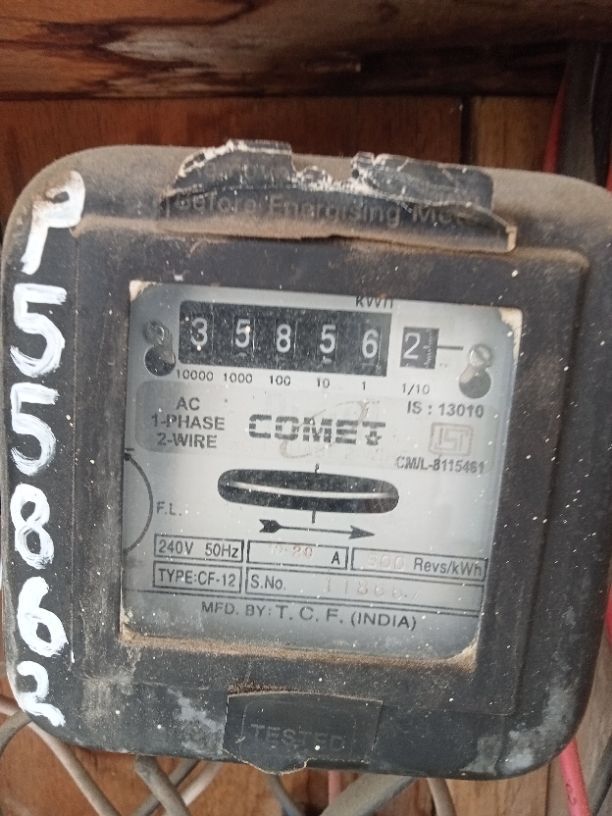 Before Energising
P55862
kWh
3 5 8 5 6 2
10000 1000 100 10 1 1/10
IS : 13010
AC
1-PHASE
2-WIRE
COMET
CM/L-8115461
F.L.
240V 50Hz
A
Revs/kWh
TYPE:CF-12
S.No.
MFD. BY: T. C. F. (INDIA)
TESTED